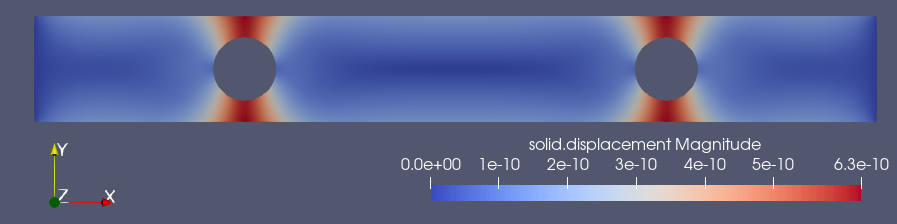 solid.displacement Magnitude
0.0e+00 1e-10 2e-10 3e-10 4e-10 5e-10 6.3e-10
Y
Z X